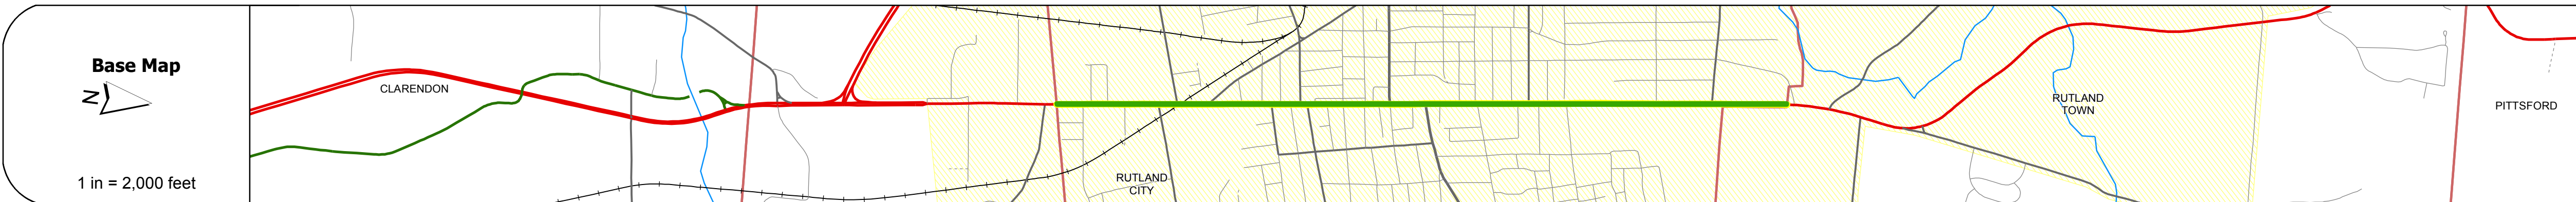 Base Map
N
1 in = 2,000 feet
CLARENDON
RUTLAND
CITY
RUTLAND
TOWN
PITTSFORD